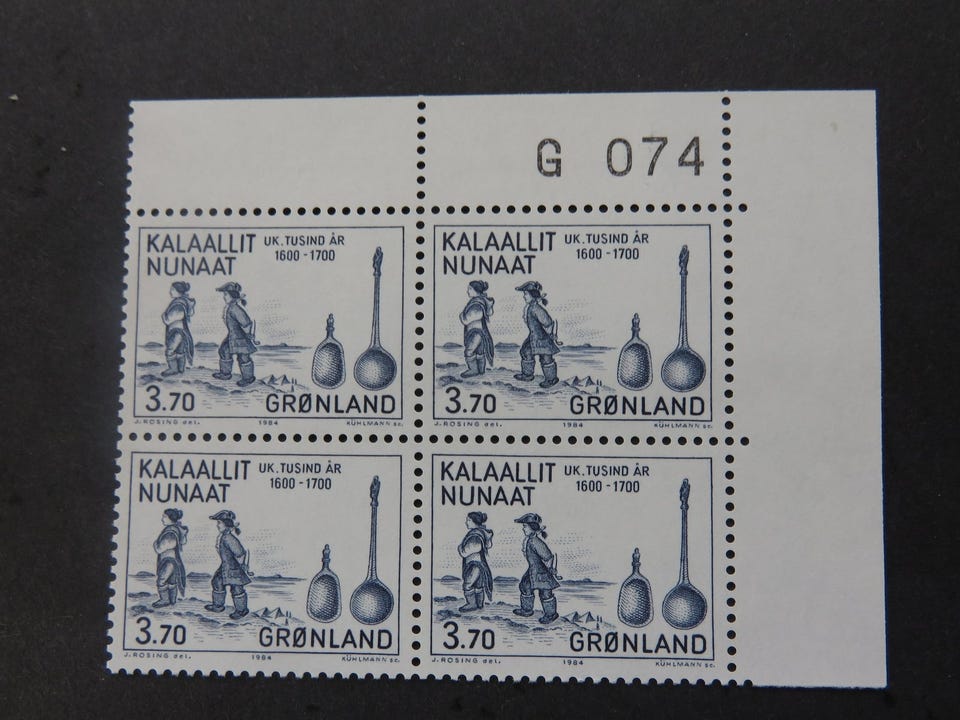 G 074
KALAALLIT UK. TUSIND ÅR
NUNAAT 1600 - 1700
3.70 GRØNLAND
J. ROSING del. 1984 KÜHLMANN sc.
KALAALLIT UK. TUSIND ÅR
NUNAAT 1600 - 1700
3.70 GRØNLAND
J. ROSING del. 1984 KÜHLMANN sc.
KALAALLIT UK. TUSIND ÅR
NUNAAT 1600 - 1700
3.70 GRØNLAND
J. ROSING del. 1984 KÜHLMANN sc.
KALAALLIT UK. TUSIND ÅR
NUNAAT 1600 - 1700
3.70 GRØNLAND
J. ROSING del. 1984 KÜHLMANN sc.